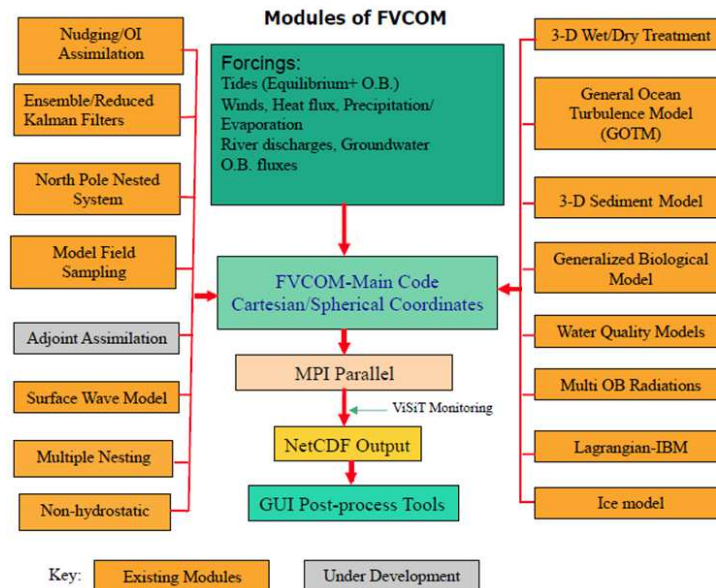 Modules of FVCOM
Nudging/OI
Assimilation
Ensemble/Reduced
Kalman Filters
North Pole Nested
System
Model Field
Sampling
Adjoint Assimilation
Surface Wave Model
Multiple Nesting
Non-hydrostatic
Forcings:
Tides (Equilibrium+ O.B.)
Winds, Heat flux, Precipitation/
Evaporation
River discharges, Groundwater
O.B. fluxes
FVCOM-Main Code
Cartesian/Spherical Coordinates
MPI Parallel
ViSiT Monitoring
NetCDF Output
GUI Post-process Tools
3-D Wet/Dry Treatment
General Ocean
Turbulence Model
(GOTM)
3-D Sediment Model
Generalized Biological
Model
Water Quality Models
Multi OB Radiations
Lagrangian-IBM
Ice model
Key:
Existing Modules
Under Development